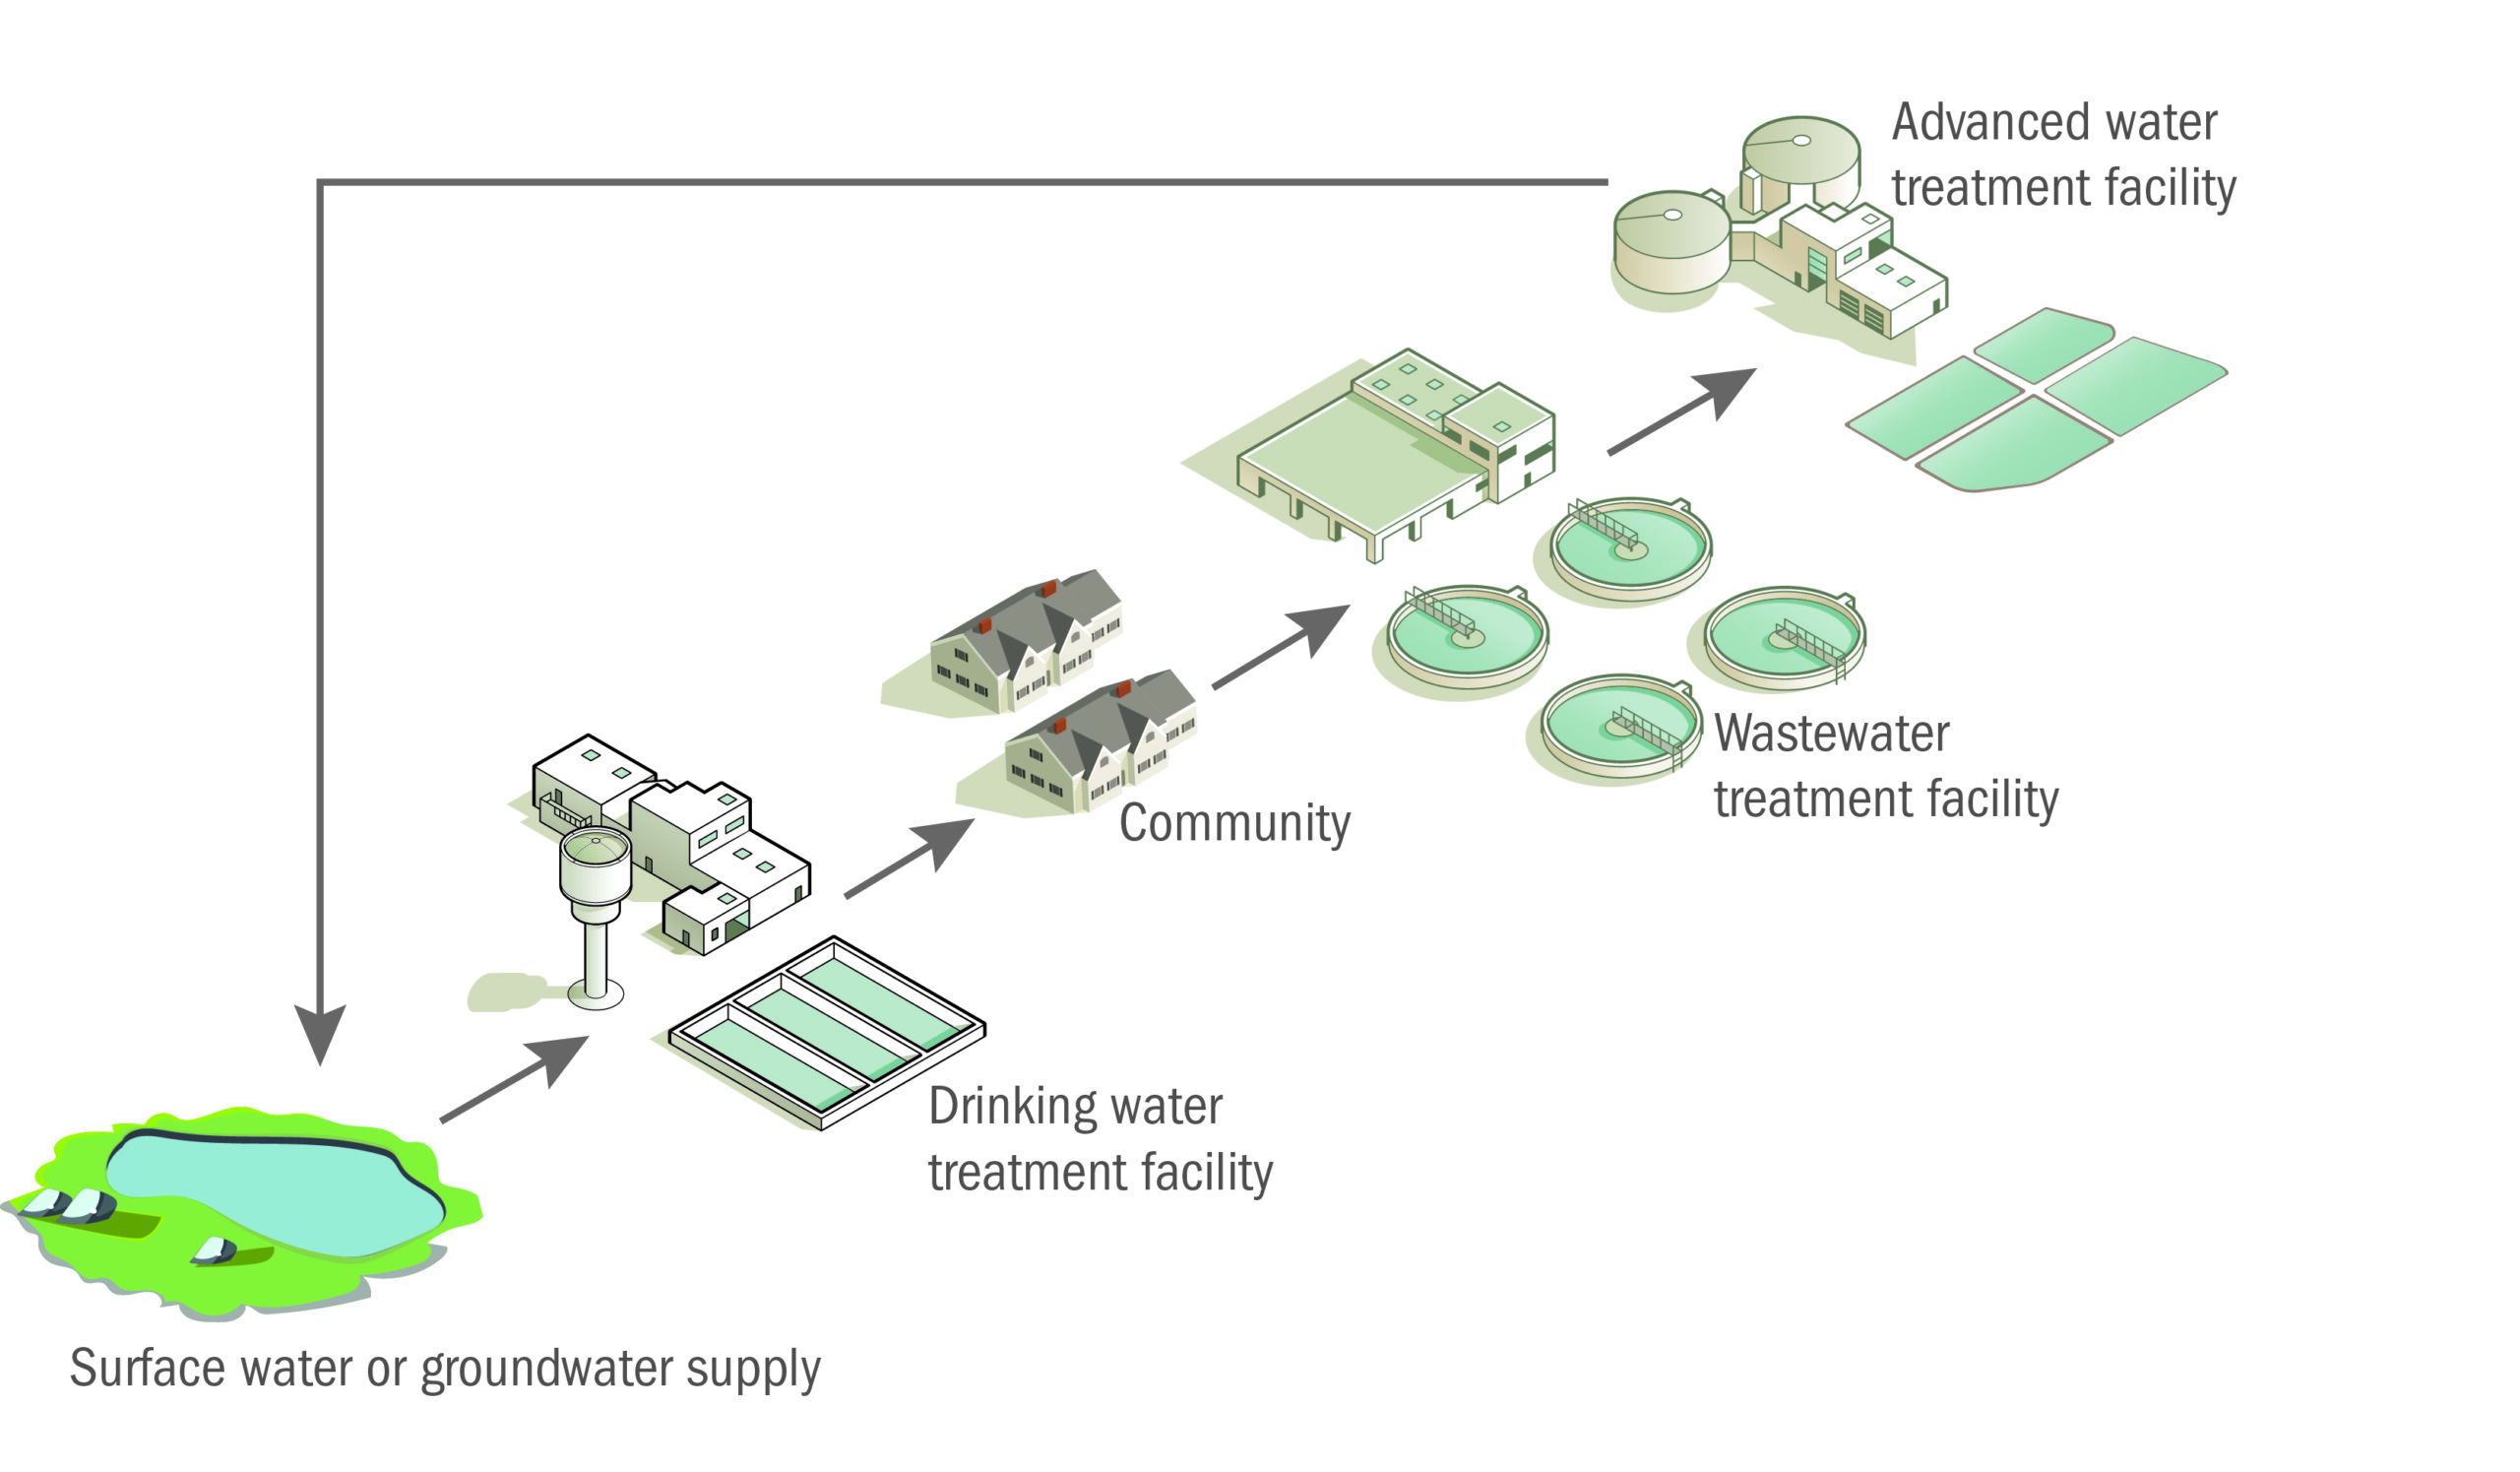 Advanced water
treatment facility
Wastewater
treatment facility
Community
Drinking water
treatment facility
Surface water or groundwater supply